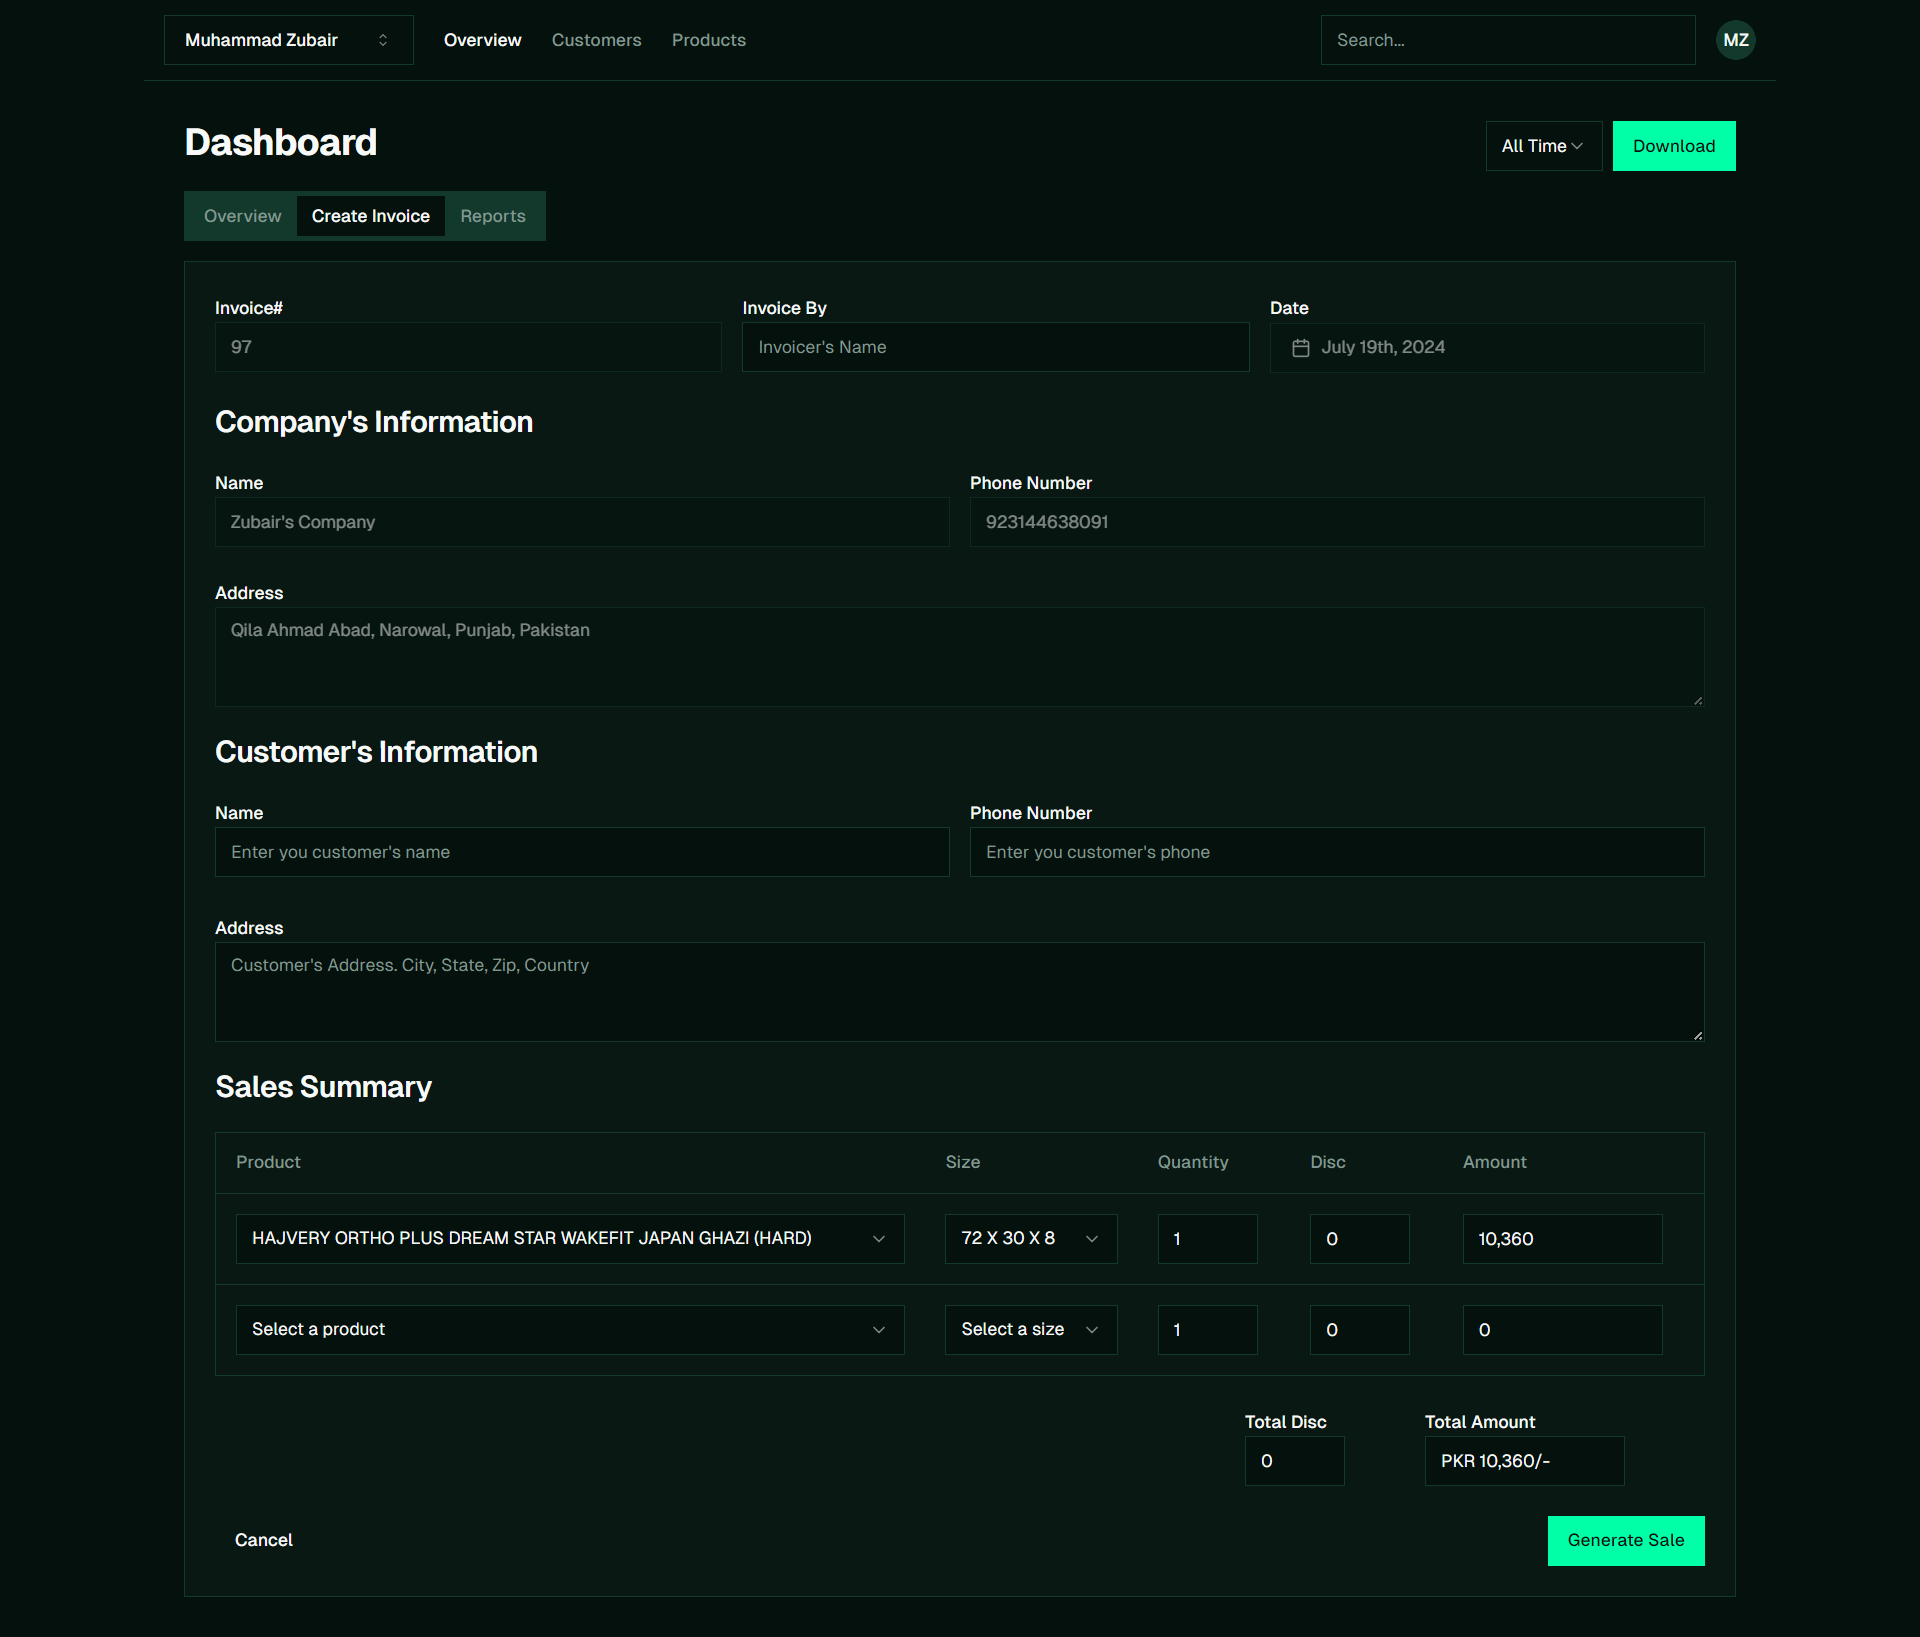 Muhammad Zubair Overview Customers Products Search... MZ
Dashboard
All Time Download
Overview Create Invoice Reports
Invoice# Invoice By Date
97 Invoicer's Name July 19th, 2024
Company's Information
Name Phone Number
Zubair's Company 923144638091
Address
Qila Ahmad Abad, Narowal, Punjab, Pakistan
Customer's Information
Name Phone Number
Enter you customer's name Enter you customer's phone
Address
Customer's Address. City, State, Zip, Country
Sales Summary
Product Size Quantity Disc Amount
HAJVERY ORTHO PLUS DREAM STAR WAKEFIT JAPAN GHAZI (HARD) 72 X 30 X 8 1 0 10,360
Select a product Select a size 1 0 0
Total Disc Total Amount
0 PKR 10,360/-
Cancel Generate Sale